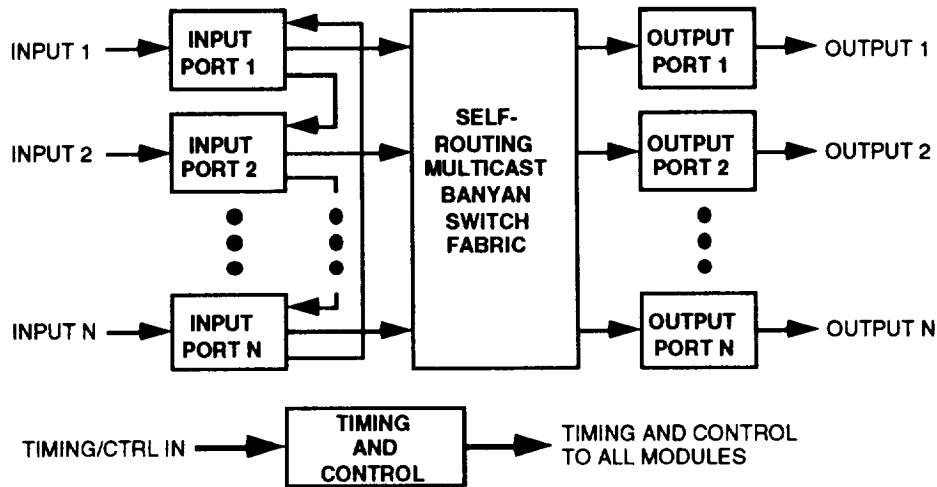 INPUT 1
INPUT
PORT 1
SELF-
ROUTING
MULTICAST
BANYAN
SWITCH
FABRIC
OUTPUT
PORT 1
OUTPUT 1
INPUT 2
INPUT
PORT 2
OUTPUT
PORT 2
OUTPUT 2
INPUT N
INPUT
PORT N
OUTPUT
PORT N
OUTPUT N
TIMING/CTRL IN
TIMING
AND
CONTROL
TIMING AND CONTROL
TO ALL MODULES